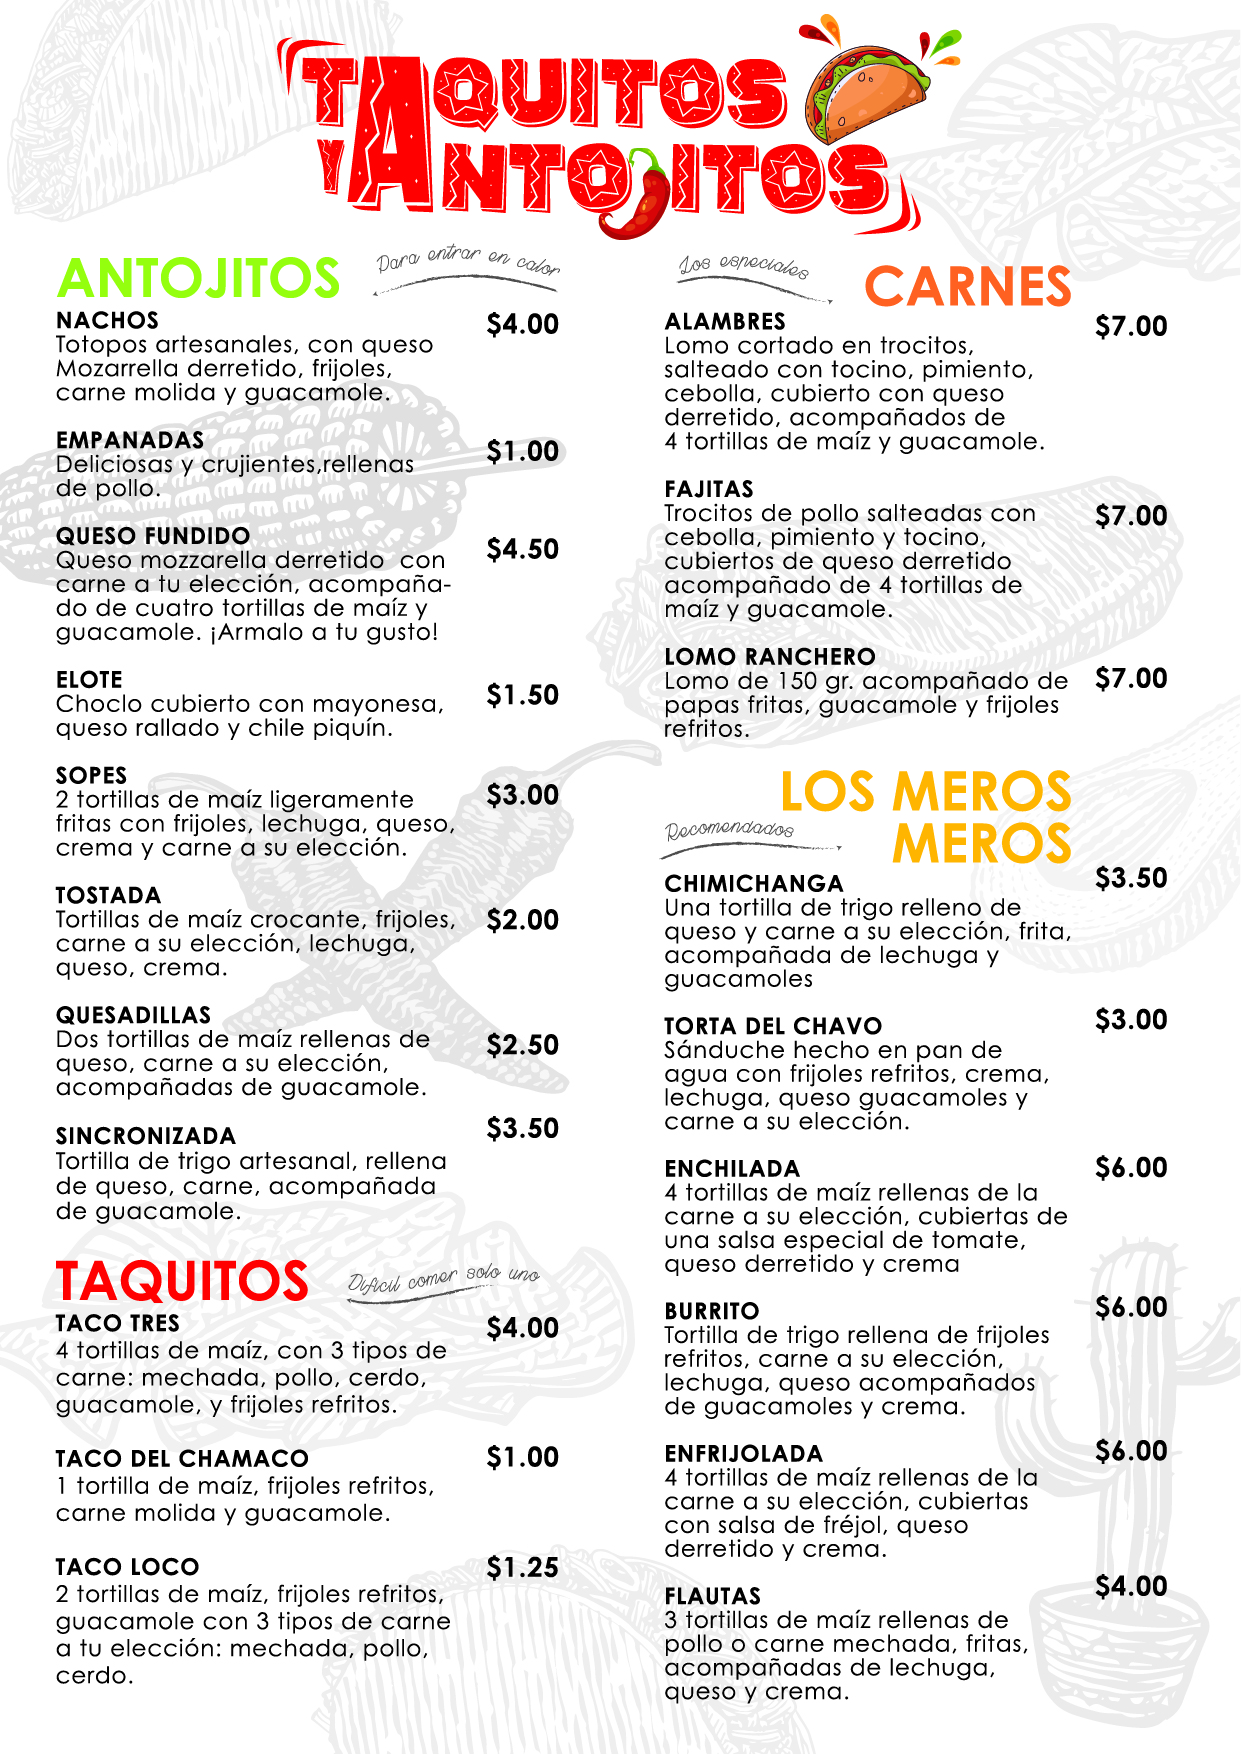 TAQUITOS
Y ANTOJITOS
ANTOJITOS
Para entrar en calor
NACHOS
$4.00
Totopos artesanales, con queso
Mozarrella derretido, frijoles,
carne molida y guacamole.
EMPANADAS
$1.00
Deliciosas y crujientes,rellenas
de pollo.
QUESO FUNDIDO
$4.50
Queso mozzarella derretido  con
carne a tu elección, acompaña-
do de cuatro tortillas de maíz y
guacamole. ¡Armalo a tu gusto!
ELOTE
$1.50
Choclo cubierto con mayonesa,
queso rallado y chile piquín.
SOPES
$3.00
2 tortillas de maíz ligeramente
fritas con frijoles, lechuga, queso,
crema y carne a su elección.
TOSTADA
$2.00
Tortillas de maíz crocante, frijoles,
carne a su elección, lechuga,
queso, crema.
QUESADILLAS
$2.50
Dos tortillas de maíz rellenas de
queso, carne a su elección,
acompañadas de guacamole.
SINCRONIZADA
$3.50
Tortilla de trigo artesanal, rellena
de queso, carne, acompañada
de guacamole.
TAQUITOS
Dificil comer solo uno
TACO TRES
$4.00
4 tortillas de maíz, con 3 tipos de
carne: mechada, pollo, cerdo,
guacamole, y frijoles refritos.
TACO DEL CHAMACO
$1.00
1 tortilla de maíz, frijoles refritos,
carne molida y guacamole.
TACO LOCO
$1.25
2 tortillas de maíz, frijoles refritos,
guacamole con 3 tipos de carne
a tu elección: mechada, pollo,
cerdo.
Los especiales
CARNES
ALAMBRES
$7.00
Lomo cortado en trocitos,
salteado con tocino, pimiento,
cebolla, cubierto con queso
derretido, acompañados de
4 tortillas de maíz y guacamole.
FAJITAS
$7.00
Trocitos de pollo salteadas con
cebolla, pimiento y tocino,
cubiertos de queso derretido
acompañado de 4 tortillas de
maíz y guacamole.
LOMO RANCHERO
$7.00
Lomo de 150 gr. acompañado de
papas fritas, guacamole y frijoles
refritos.
LOS MEROS
MEROS
Recomendados
CHIMICHANGA
$3.50
Una tortilla de trigo relleno de
queso y carne a su elección, frita,
acompañada de lechuga y
guacamoles
TORTA DEL CHAVO
$3.00
Sánduche hecho en pan de
agua con frijoles refritos, crema,
lechuga, queso guacamoles y
carne a su elección.
ENCHILADA
$6.00
4 tortillas de maíz rellenas de la
carne a su elección, cubiertas de
una salsa especial de tomate,
queso derretido y crema
BURRITO
$6.00
Tortilla de trigo rellena de frijoles
refritos, carne a su elección,
lechuga, queso acompañados
de guacamoles y crema.
ENFRIJOLADA
$6.00
4 tortillas de maíz rellenas de la
carne a su elección, cubiertas
con salsa de fréjol, queso
derretido y crema.
FLAUTAS
$4.00
3 tortillas de maíz rellenas de
pollo o carne mechada, fritas,
acompañadas de lechuga,
queso y crema.